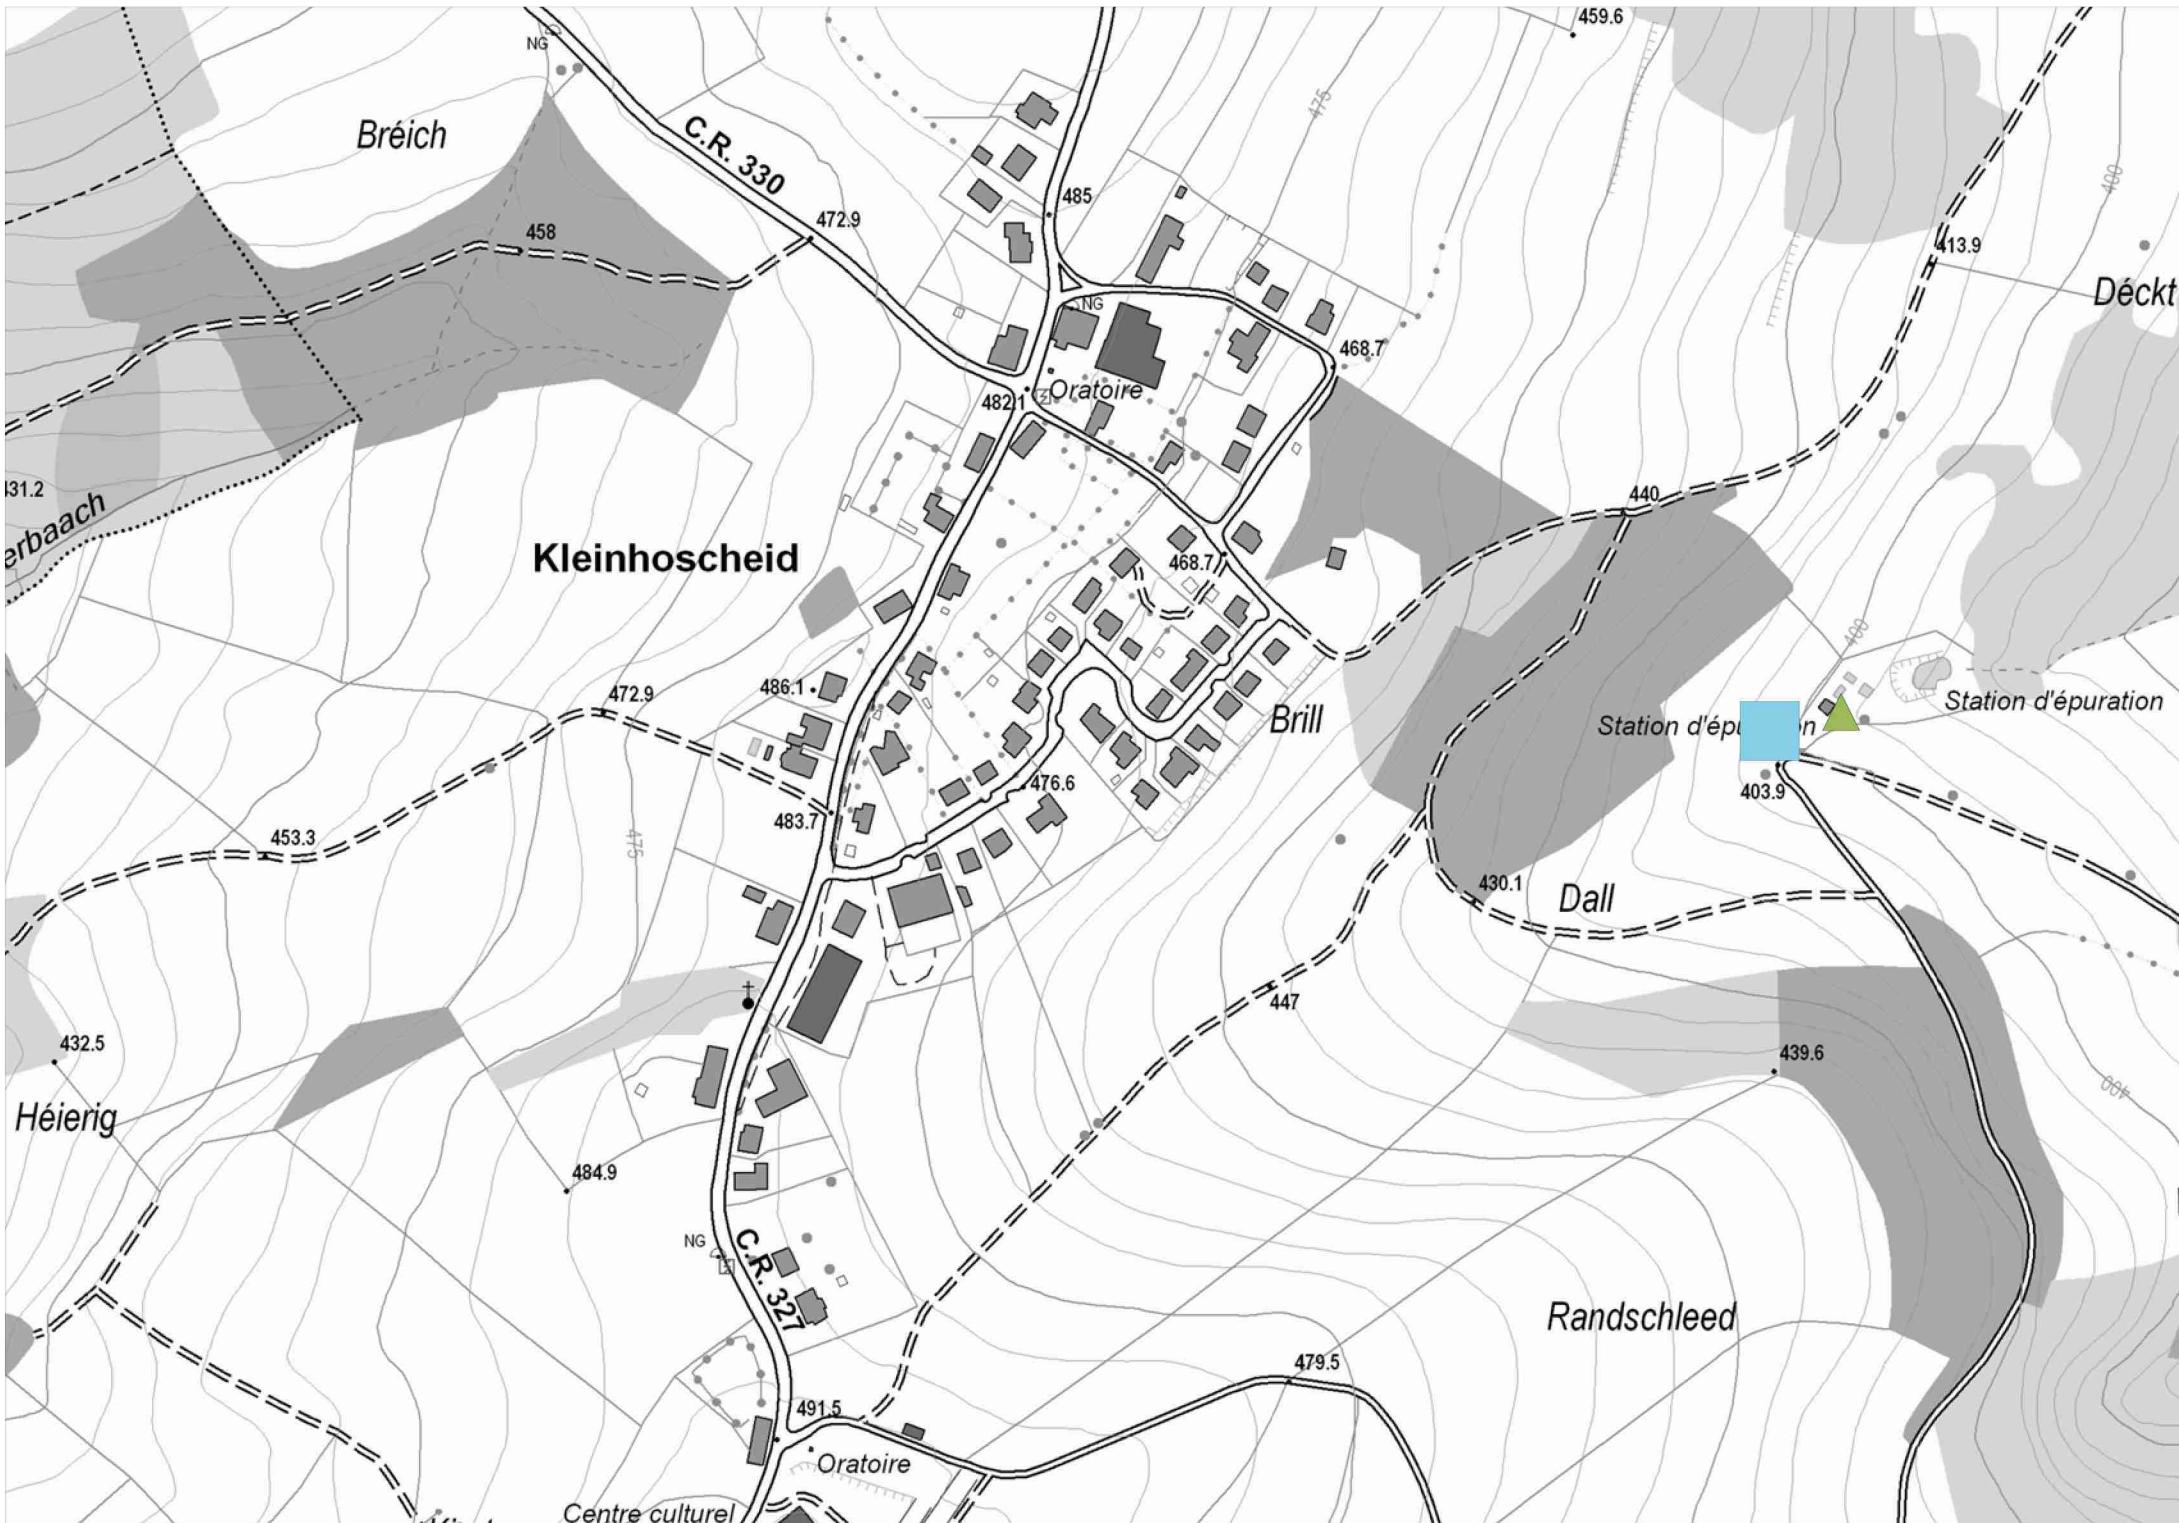 459.6
NG
Bréich
C.R. 330
475
400
485
472.9
458
413.9
Déckt
NG
468.7
Oratoire
482.1
431.2
440
erbaach
Kleinhoscheid
468.7
400
486.1
472.9
Station d'épuration
Brill
Station
476.6
403.9
483.7
475
453.3
430.1
Dall
447
432.5
439.6
400
Héierig
484.9
NG
C.R. 327
Randschleed
479.5
491.5
Oratoire
Centre culturel